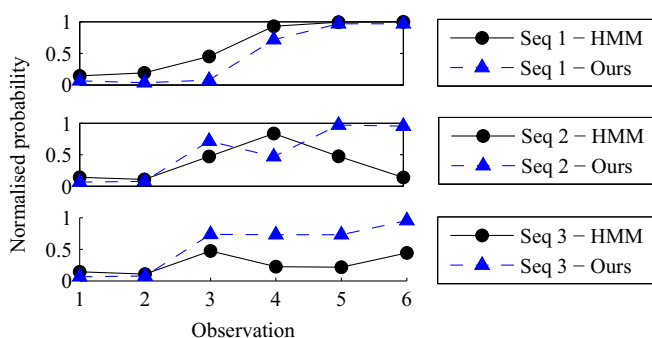 Normalised probability
1
0.5
0
Seq 1 − HMM
Seq 1 − Ours
1
0.5
0
Seq 2 − HMM
Seq 2 − Ours
1
0.5
0
Seq 3 − HMM
Seq 3 − Ours
1 2 3 4 5 6
Observation